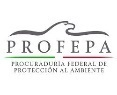 PROFEPA
PROCURADURÍA FEDERAL DE
PROTECCIÓN AL AMBIENTE